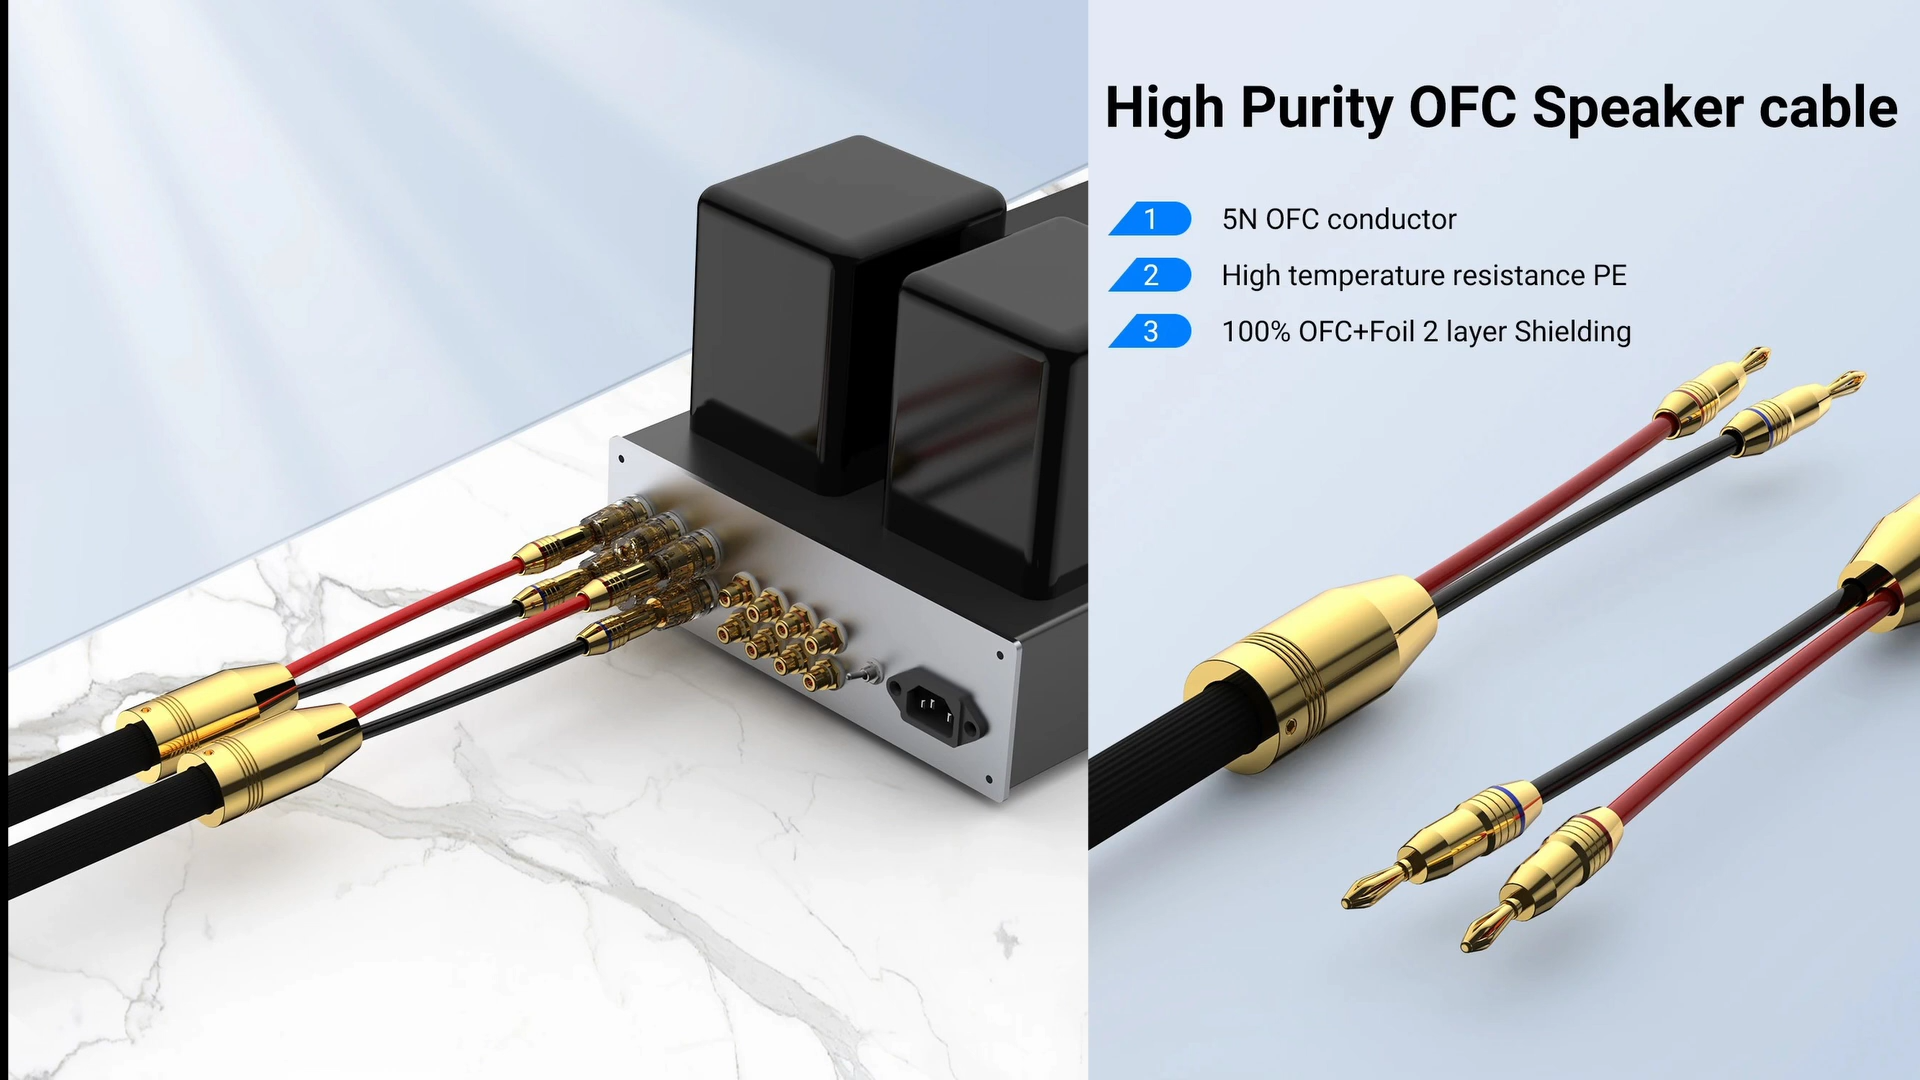 High Purity OFC Speaker cable
1 5N OFC conductor
2 High temperature resistance PE
3 100% OFC+Foil 2 layer Shielding